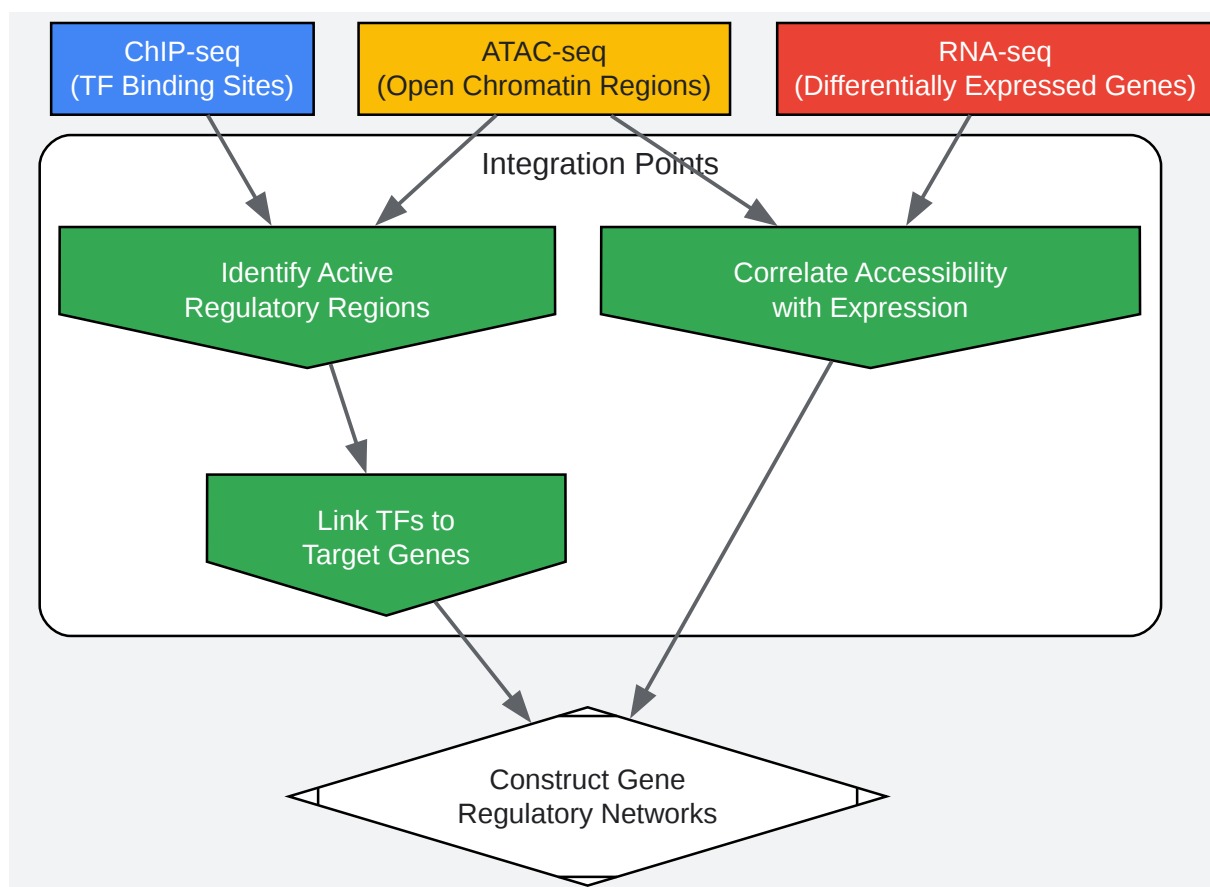 ChIP-seq
(TF Binding Sites)
ATAC-seq
(Open Chromatin Regions)
RNA-seq
(Differentially Expressed Genes)
Integration Points
Identify Active
Regulatory Regions
Correlate Accessibility
with Expression
Link TFs to
Target Genes
Construct Gene
Regulatory Networks